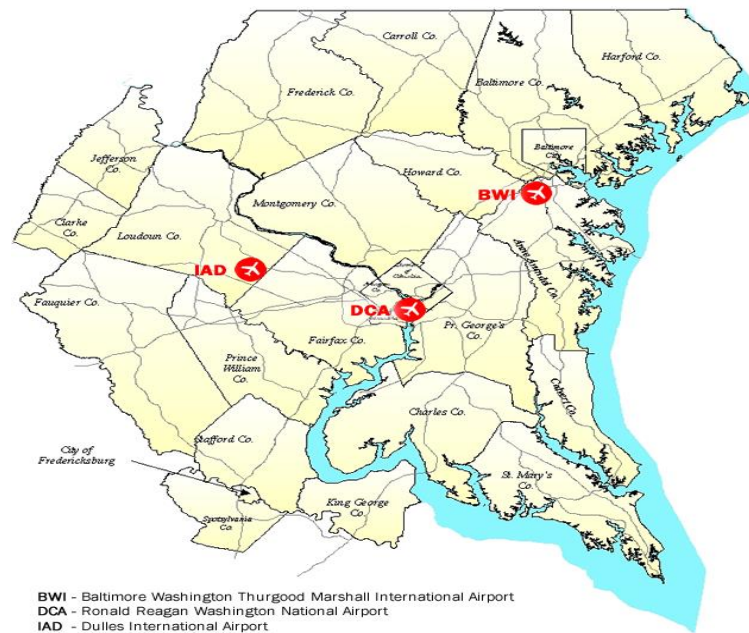 Carroll Co.
Harford Co.
Baltimore Co.
Frederick Co.
Baltimore
City
Jefferson
Co.
Howard Co.
BWI
Montgomery Co.
Clarke
Co.
Loudoun Co.
Anne Arundel Co.
IAD
of
Columbia
Fauquier Co.
DCA
Pr. George's
Co.
Fairfax Co.
Prince
William
Co.
Calvert Co.
Charles Co.
Stafford Co.
City of
Fredericksburg
St. Mary's
Co.
King George
Co.
Spotsylvania
Co.
BWI - Baltimore Washington Thurgood Marshall International Airport
DCA - Ronald Reagan Washington National Airport
IAD - Dulles International Airport